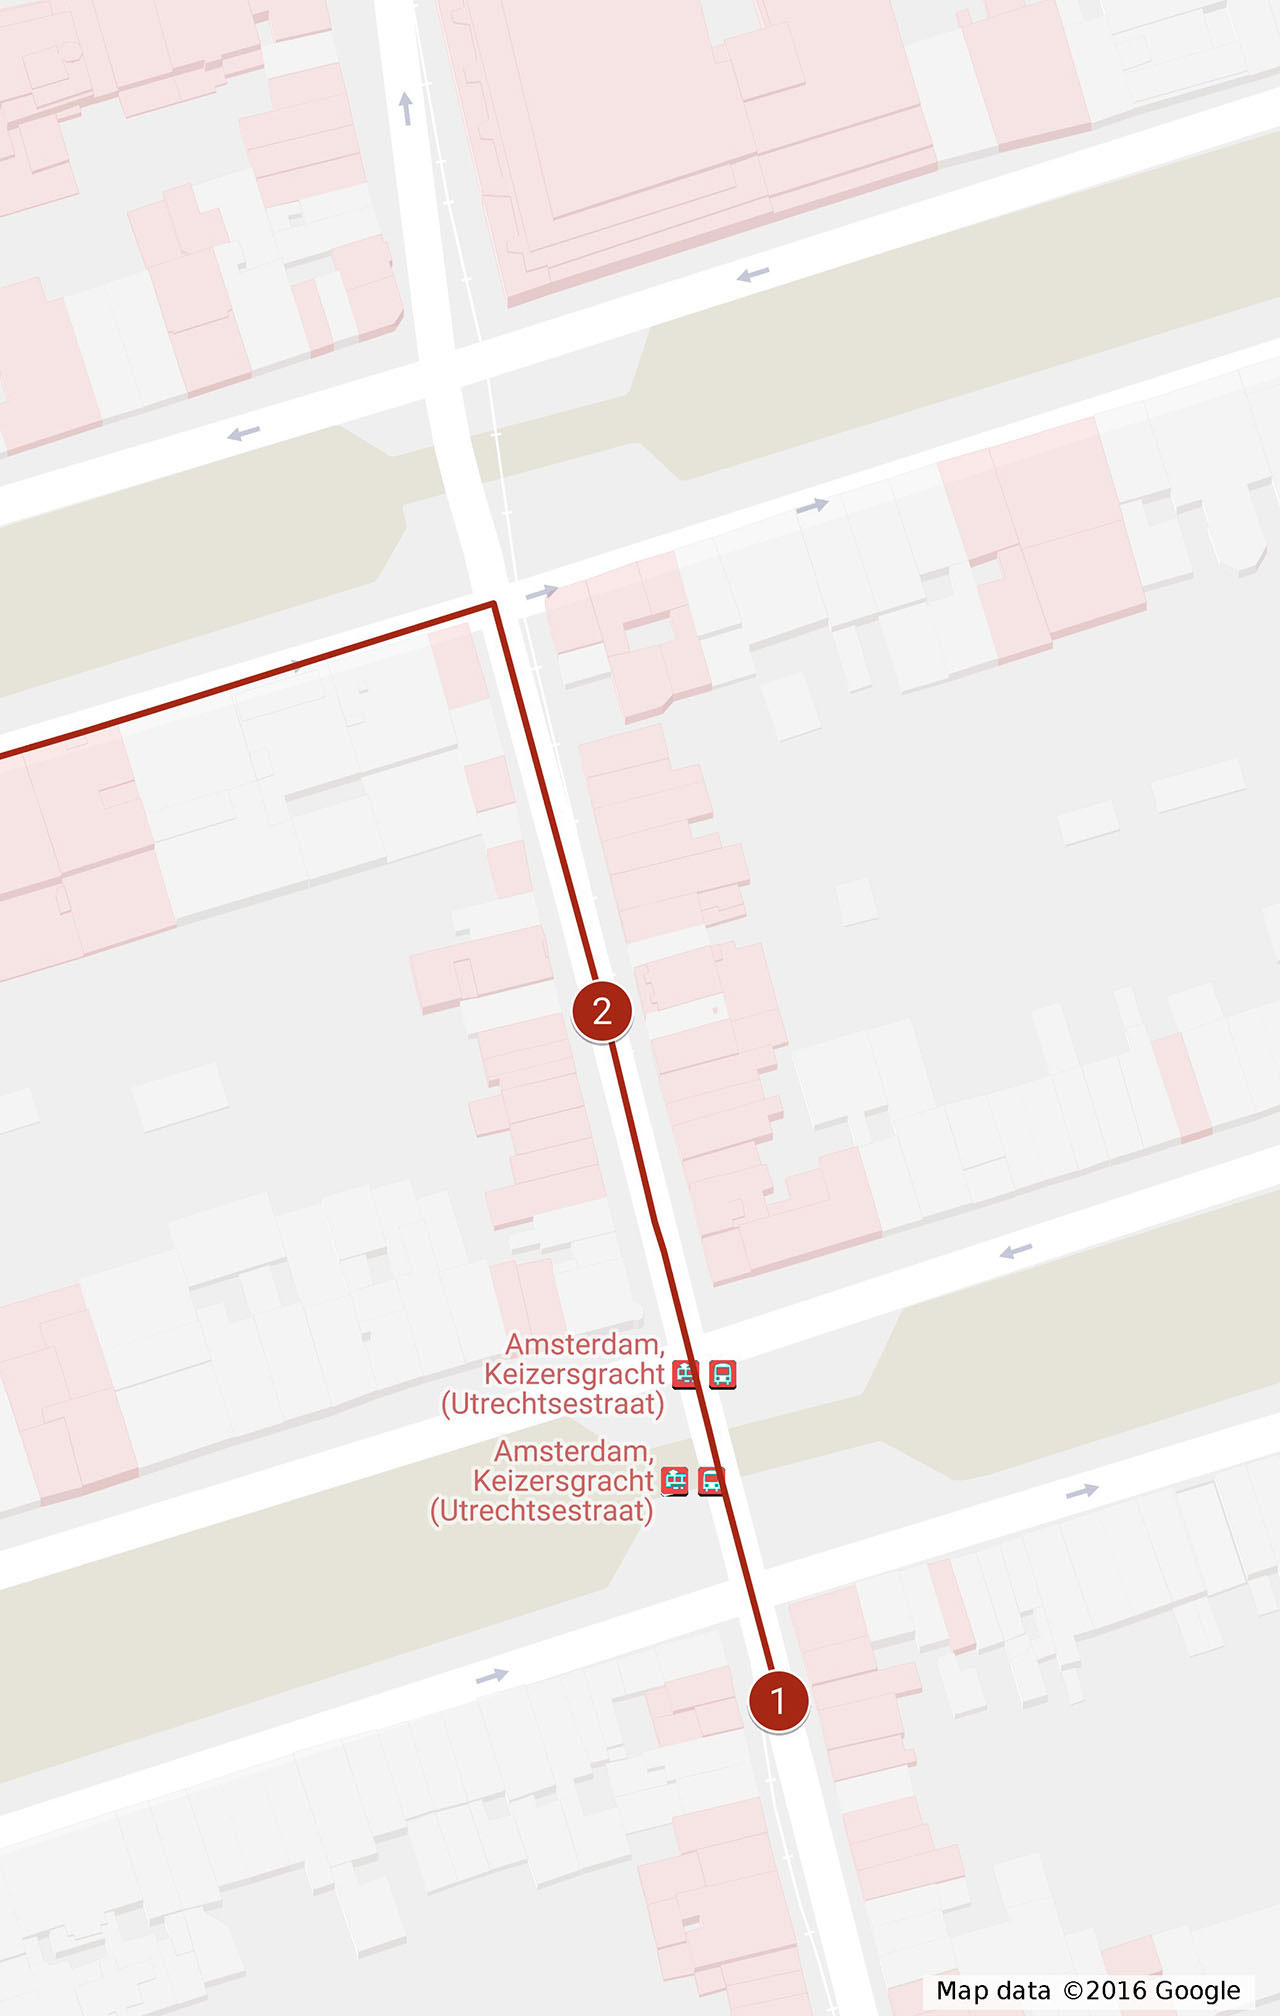 2
Amsterdam,
Keizersgracht
(Utrechtsestraat)
Amsterdam,
Keizersgracht
(Utrechtsestraat)
1
Map data ©2016 Google